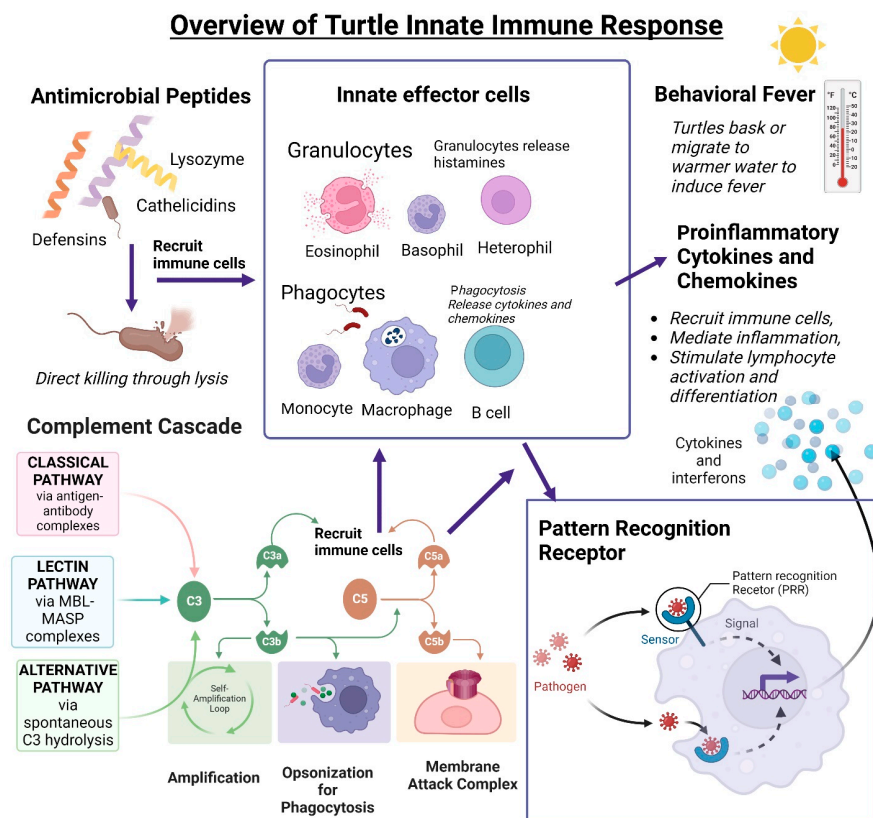 Overview of Turtle Innate Immune Response
Antimicrobial Peptides
Lysozyme
Cathelicidins
Defensins
Recruit
immune cells
Direct killing through lysis
Innate effector cells
Granulocytes
Granulocytes release
histamines
Eosinophil
Basophil
Heterophil
Phagocytes
Phagocytosis
Release cytokines and
chemokines
Monocyte
Macrophage
B cell
Behavioral Fever
Turtles bask or
migrate to
warmer water to
induce fever
°F
°C
120
100
80
60
40
20
0
50
40
30
20
10
0
-10
-20
Proinflammatory
Cytokines and
Chemokines
• Recruit immune cells,
• Mediate inflammation,
• Stimulate lymphocyte
activation and
differentiation
Cytokines
and
interferons
Complement Cascade
CLASSICAL
PATHWAY
via antigen-
antibody
complexes
LECTIN
PATHWAY
via MBL-
MASP
complexes
ALTERNATIVE
PATHWAY
via
spontaneous
C3 hydrolysis
C3
C3a
C3b
Recruit
immune cells
C5
C5a
C5b
Self-
Amplification
Loop
Amplification
Opsonization
for
Phagocytosis
Membrane
Attack Complex
Pattern Recognition
Receptor
Pattern recognition
Recetor (PRR)
Sensor
Signal
Pathogen